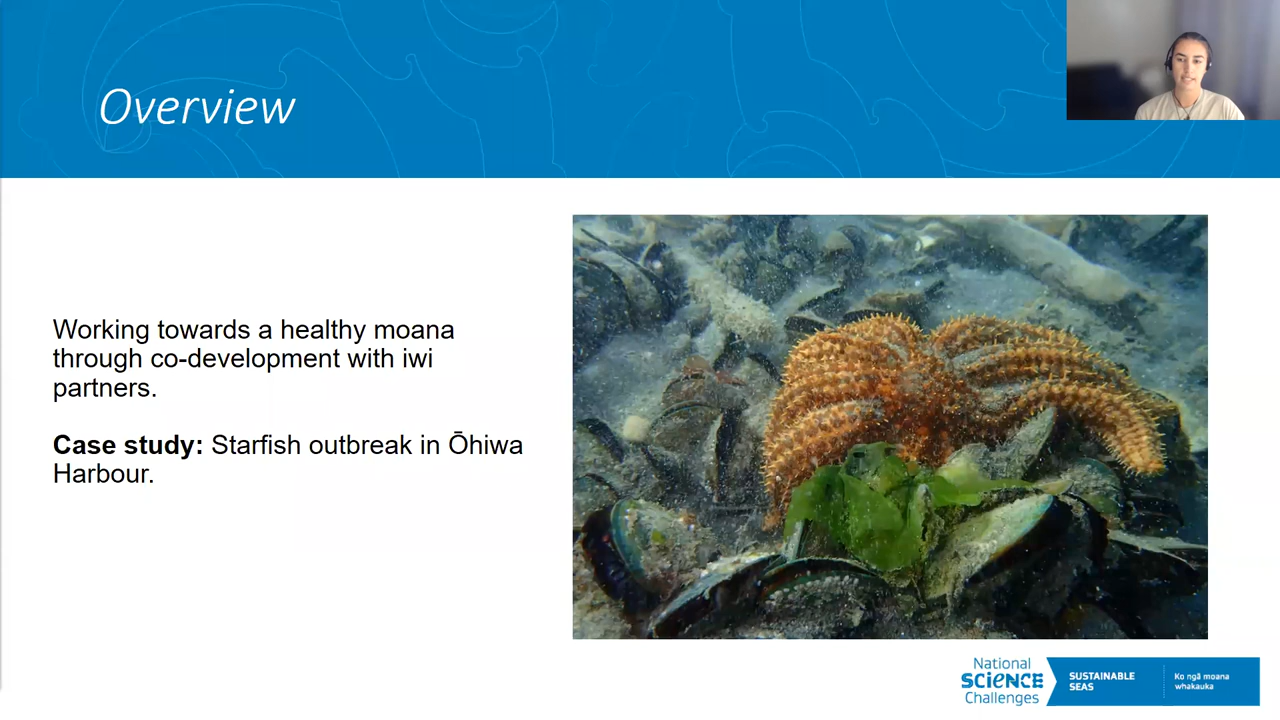 Overview
Working towards a healthy moana
through co-development with iwi
partners.
Case study: Starfish outbreak in Ōhiwa
Harbour.
National
SCIENCE
Challenges
SUSTAINABLE
SEAS
Ko ngā moana
whakauka